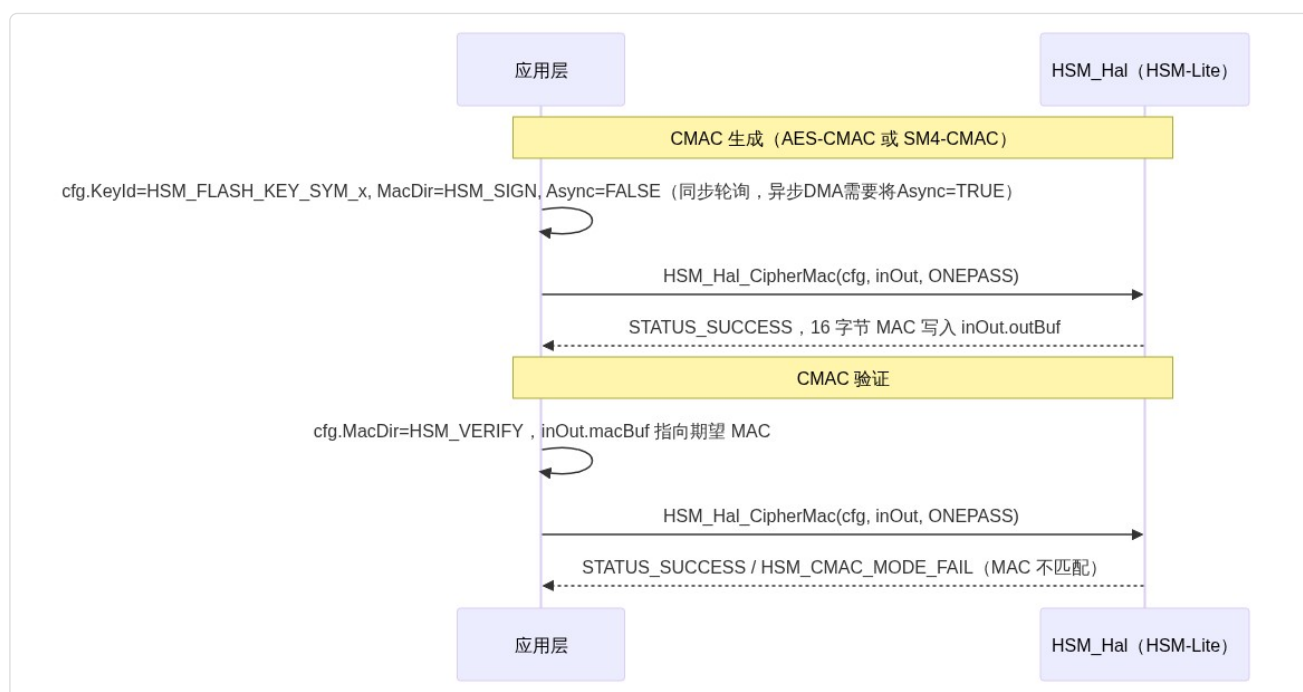 应用层
HSM_Hal（HSM-Lite）
CMAC 生成（AES-CMAC 或 SM4-CMAC）
cfg.KeyId=HSM_FLASH_KEY_SYM_x, MacDir=HSM_SIGN, Async=FALSE（同步轮询，异步DMA需要将Async=TRUE）
HSM_Hal_CipherMac(cfg, inOut, ONEPASS)
STATUS_SUCCESS，16 字节 MAC 写入 inOut.outBuf
CMAC 验证
cfg.MacDir=HSM_VERIFY，inOut.macBuf 指向期望 MAC
HSM_Hal_CipherMac(cfg, inOut, ONEPASS)
STATUS_SUCCESS / HSM_CMAC_MODE_FAIL（MAC 不匹配）
应用层
HSM_Hal（HSM-Lite）